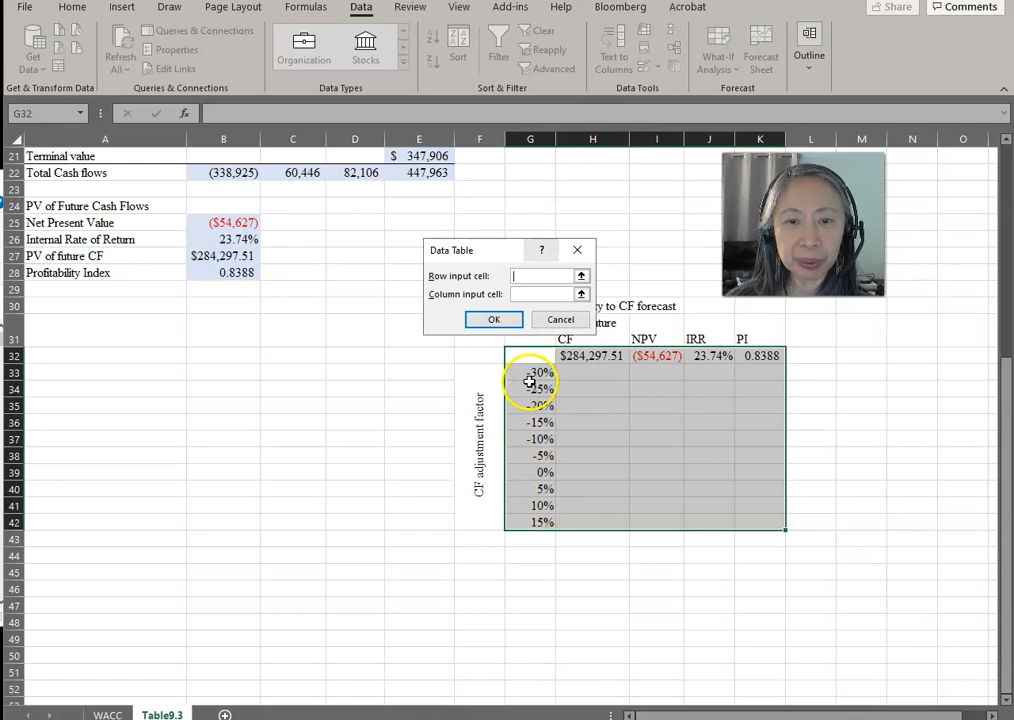 File Home Insert Draw Page Layout Formulas Data Review View Add-ins Help Bloomberg Acrobat Share Comments
Get Data Refresh All Queries & Connections Properties Edit Links Organization Stocks Sort Filter Clear Reapply Advanced Text to Columns What-If Analysis Forecast Sheet Outline
Get & Transform Data Queries & Connections Data Types Sort & Filter Data Tools Forecast
G32 fx
A B C D E F G H I J K L M N O
21 Terminal value $ 347,906
22 Total Cash flows (338,925) 60,446 82,106 447,963
23
24 PV of Future Cash Flows
25 Net Present Value ($54,627)
26 Internal Rate of Return 23.74%
27 PV of future CF $284,297.51
28 Profitability Index 0.8388
29
Data Table ? ×
Row input cell:
Column input cell:
OK Cancel
30 to CF forecast
31 CF NPV IRR PI
32 $284,297.51 ($54,627) 23.74% 0.8388
33 -30%
34 -25%
35 -20%
36 -15%
37 -10%
38 -5%
39 0%
40 5%
41 10%
42 15%
CF adjustment factor
43
44
45
46
47
48
49
50
51
52
WACC Table9.3